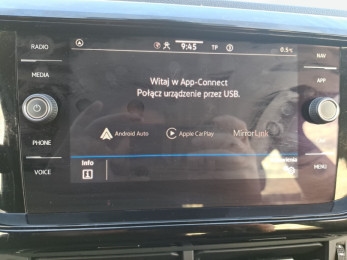 RADIO
9:45
TP
0.5°C
NAV
MEDIA
APP
Witaj w App-Connect
Połącz urządzenie przez USB.
Android Auto
Apple CarPlay
MirrorLink
PHONE
VOICE
Info
MENU